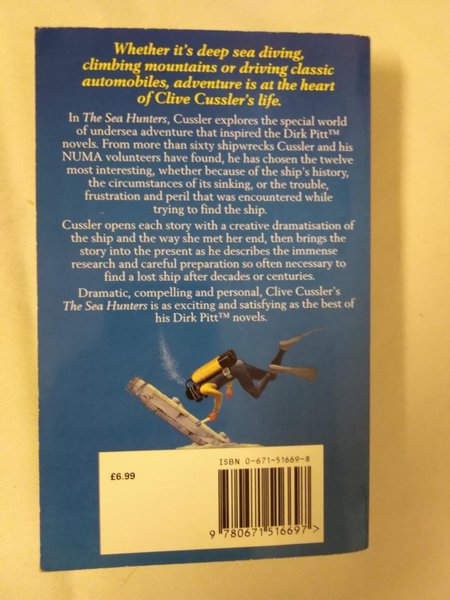 Whether it's deep sea diving,
climbing mountains or driving classic
automobiles, adventure is at the heart
of Clive Cussler's life.
In The Sea Hunters, Cussler explores the special world
of undersea adventure that inspired the Dirk Pitt™
novels. From more than sixty shipwrecks Cussler and his
NUMA volunteers have found, he has chosen the twelve
most interesting, whether because of the ship's history,
the circumstances of its sinking, or the trouble,
frustration and peril that was encountered while
trying to find the ship.
Cussler opens each story with a creative dramatisation of
the ship and the way she met her end, then brings the
story into the present as he describes the immense
research and careful preparation so often necessary to
find a lost ship after decades or centuries.
Dramatic, compelling and personal, Clive Cussler's
The Sea Hunters is as exciting and satisfying as the best of
his Dirk Pitt™ novels.
ISBN 0-671-51669-8
£6.99
9 780671 516697 >